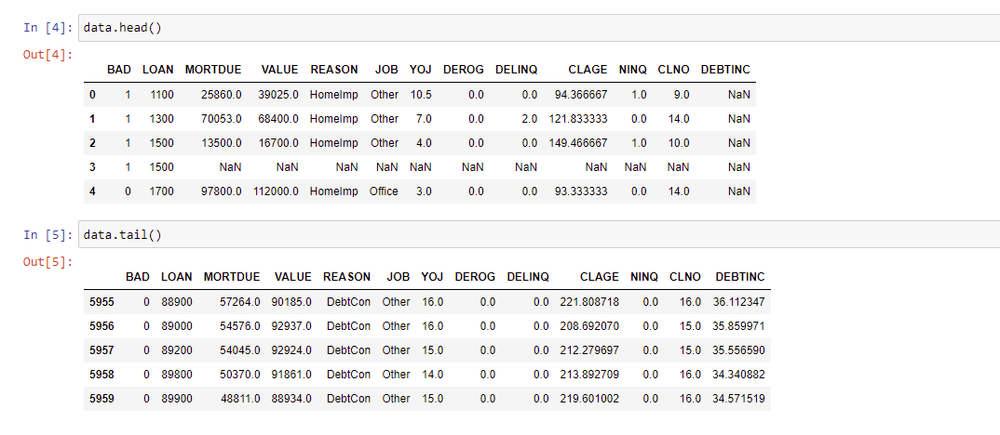 In [4]: data.head()
Out[4]:
BAD LOAN MORTDUE VALUE REASON JOB YOJ DEROG DELINQ CLAGE NINQ CLNO DEBTINC
0 1 1100 25860.0 39025.0 HomeImp Other 10.5 0.0 0.0 94.366667 1.0 9.0 NaN
1 1 1300 70053.0 68400.0 HomeImp Other 7.0 0.0 2.0 121.833333 0.0 14.0 NaN
2 1 1500 13500.0 16700.0 HomeImp Other 4.0 0.0 0.0 149.466667 1.0 10.0 NaN
3 1 1500 NaN NaN NaN NaN NaN NaN NaN NaN NaN NaN NaN
4 0 1700 97800.0 112000.0 HomeImp Office 3.0 0.0 0.0 93.333333 0.0 14.0 NaN
In [5]: data.tail()
Out[5]:
BAD LOAN MORTDUE VALUE REASON JOB YOJ DEROG DELINQ CLAGE NINQ CLNO DEBTINC
5955 0 88900 57264.0 90185.0 DebtCon Other 16.0 0.0 0.0 221.808718 0.0 16.0 36.112347
5956 0 89000 54576.0 92937.0 DebtCon Other 16.0 0.0 0.0 208.692070 0.0 15.0 35.859971
5957 0 89200 54045.0 92924.0 DebtCon Other 15.0 0.0 0.0 212.279697 0.0 15.0 35.556590
5958 0 89800 50370.0 91861.0 DebtCon Other 14.0 0.0 0.0 213.892709 0.0 16.0 34.340882
5959 0 89900 48811.0 88934.0 DebtCon Other 15.0 0.0 0.0 219.601002 0.0 16.0 34.571519